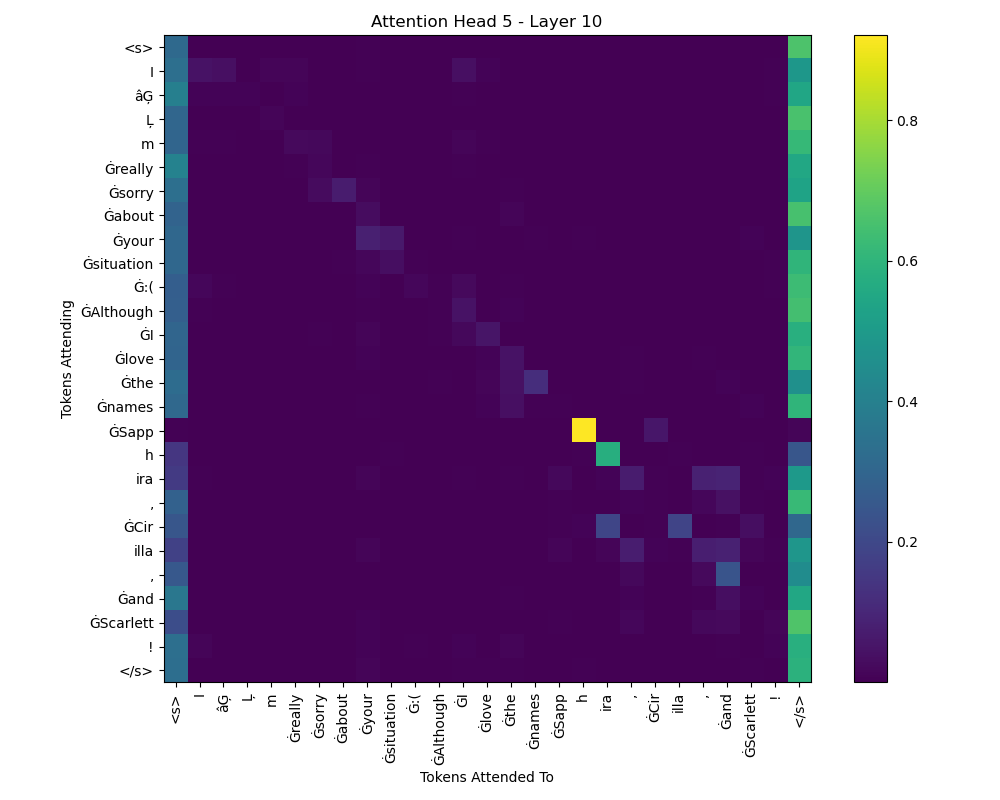 Attention Head 5 - Layer 10
<s>
I
âĢ
Ļ
m
Ġreally
Ġsorry
Ġabout
Ġyour
Ġsituation
Ġ:(
ĠAlthough
ĠI
Ġlove
Ġthe
Ġnames
ĠSapp
h
ira
,
ĠCir
illa
,
Ġand
ĠScarlett
!
</s>
Tokens Attending
<s>
I
âĢ
Ļ
m
Ġreally
Ġsorry
Ġabout
Ġyour
Ġsituation
Ġ:(
ĠAlthough
ĠI
Ġlove
Ġthe
Ġnames
ĠSapp
h
ira
,
ĠCir
illa
,
Ġand
ĠScarlett
!
</s>
Tokens Attended To
0.8
0.6
0.4
0.2